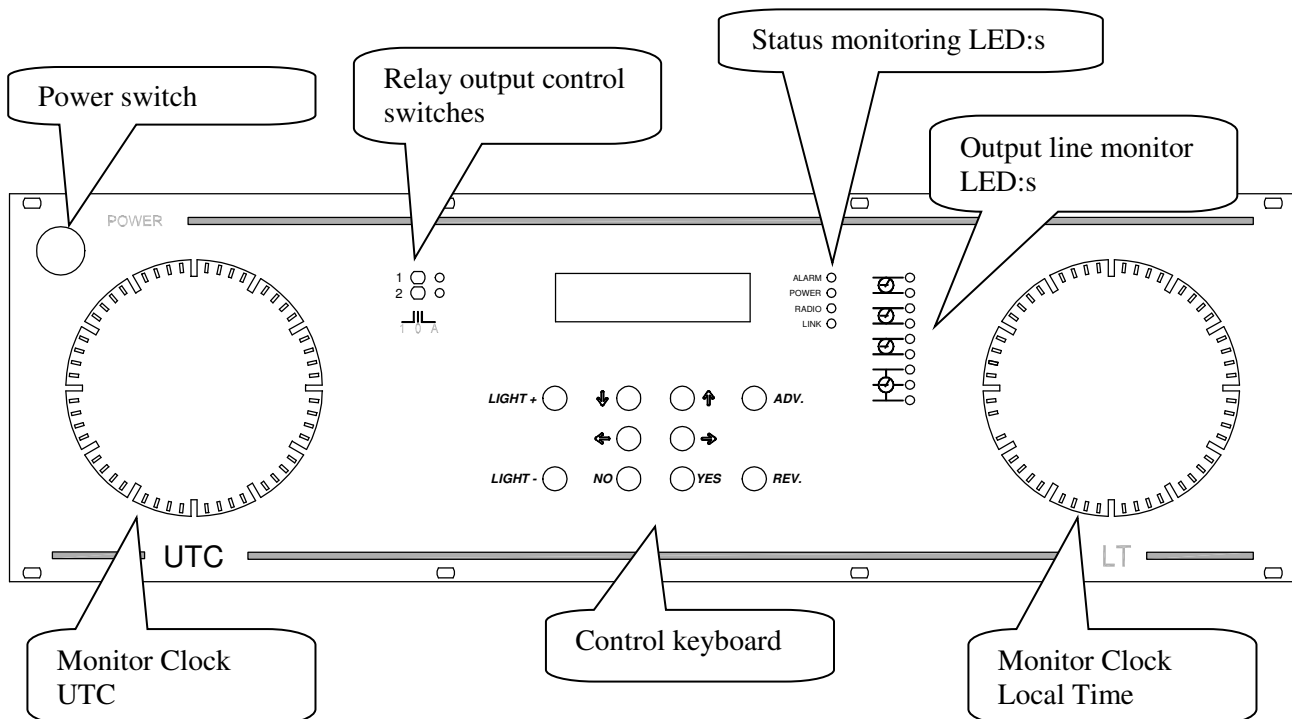 Status monitoring LED:s
Relay output control
switches
Power switch
Output line monitor
LED:s
POWER
1
2
1 0 A
ALARM
POWER
RADIO
LINK
LIGHT +
ADV.
LIGHT -
NO
YES
REV.
UTC
LT
Control keyboard
Monitor Clock
UTC
Monitor Clock
Local Time